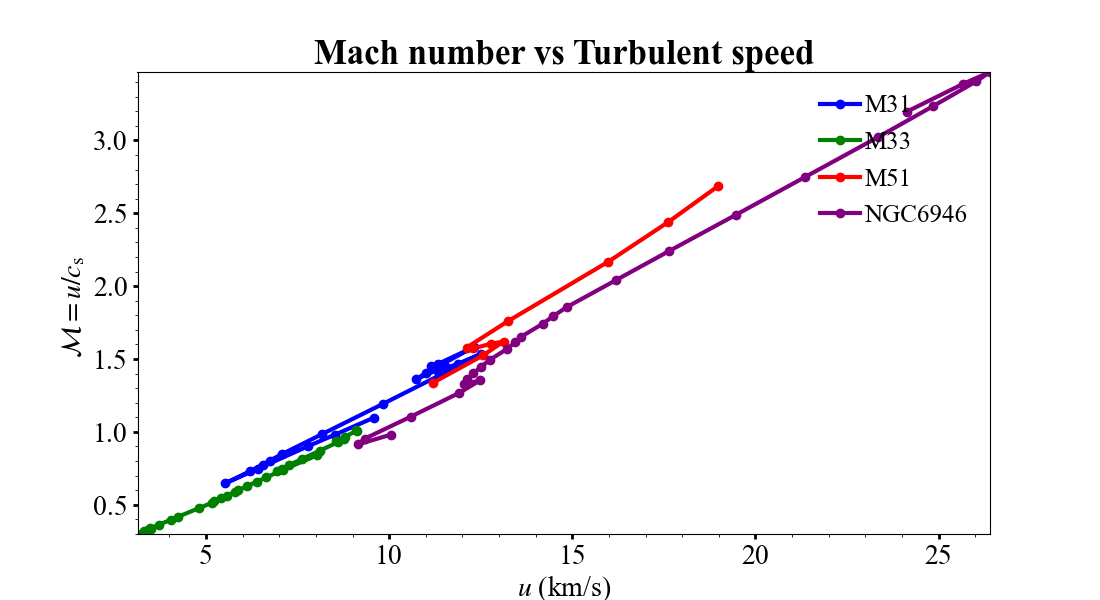 Mach number vs Turbulent speed
ℳ = u/cₛ
3.0
2.5
2.0
1.5
1.0
0.5
M31
M33
M51
NGC6946
5 10 15 20 25
u (km/s)